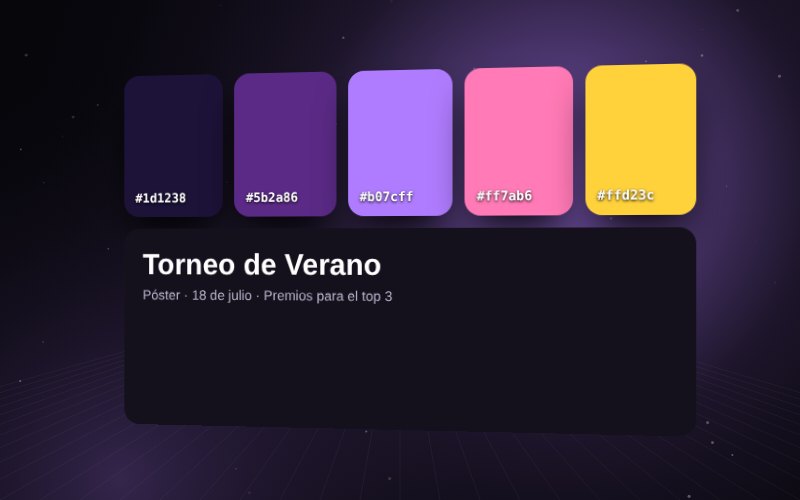 #1d1238
#5b2a86
#b07cff
#ff7ab6
#ffd23c
Torneo de Verano
Póster · 18 de julio · Premios para el top 3